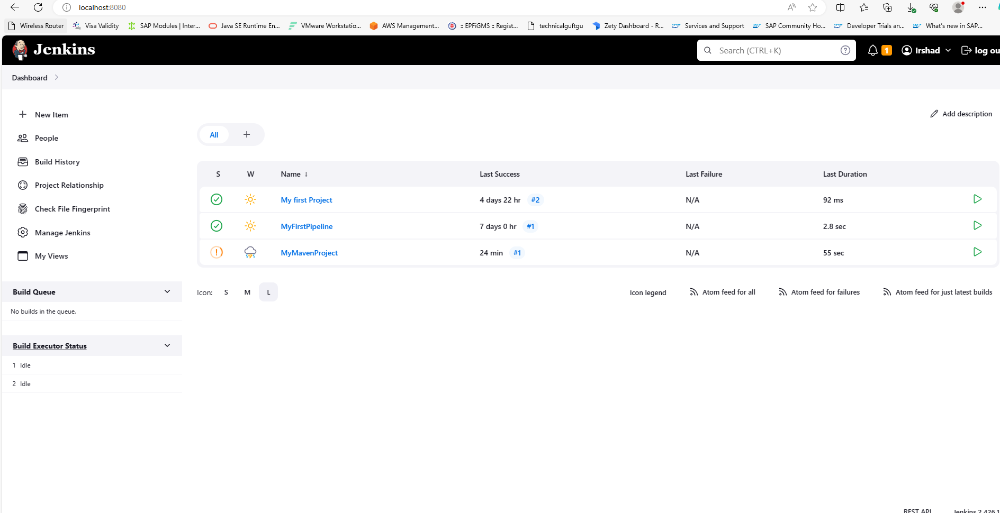 localhost:8080
Wireless Router Visa Validity SAP Modules | Inter... Java SE Runtime En... VMware Workstatio... AWS Management... :: EPFiGMS :: Regist... technicalguftgu Zety Dashboard - R... Services and Support SAP Community Ho... Developer Trials an... What's new in SAP...
Jenkins Search (CTRL+K) 1 Irshad log ou
Dashboard
New Item
People
Build History
Project Relationship
Check File Fingerprint
Manage Jenkins
My Views
Build Queue
No builds in the queue.
Build Executor Status
1 Idle
2 Idle
Add description
All +
S W Name ↓ Last Success Last Failure Last Duration
My first Project 4 days 22 hr #2 N/A 92 ms
MyFirstPipeline 7 days 0 hr #1 N/A 2.8 sec
MyMavenProject 24 min #1 N/A 55 sec
Icon: S M L Icon legend Atom feed for all Atom feed for failures Atom feed for just latest builds
REST API Jenkins 2.426.1